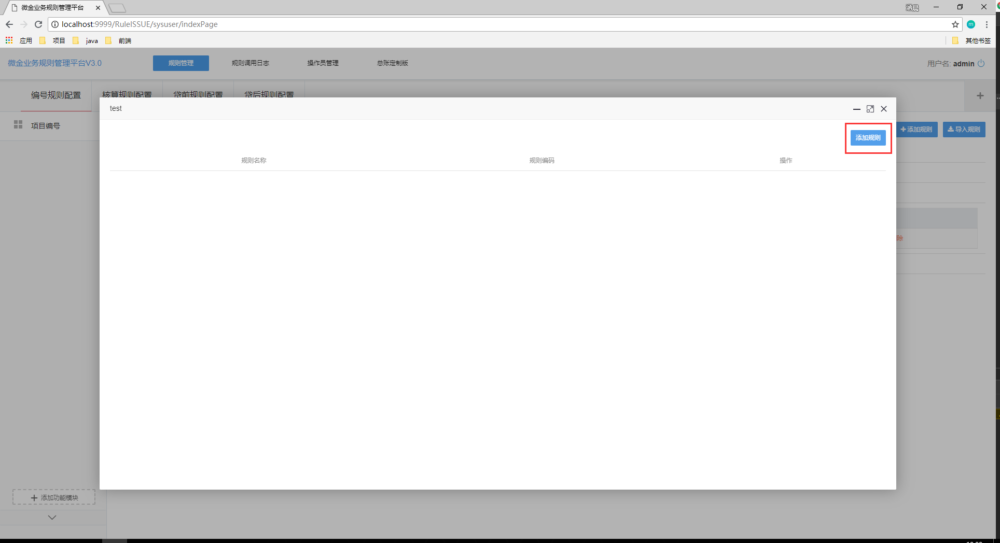 微金业务规则管理平台
涵晨
localhost:9999/RuleISSUE/sysuser/indexPage
m
应用 项目 java 前端 其他书签
微金业务规则管理平台V3.0 规则管理 规则调用日志 操作员管理 总账定制版 用户名: admin
编号规则配置 核算规则配置 贷前规则配置 贷后规则配置
test
项目编号
添加规则 导入规则
添加规则
规则名称 规则编码 操作
除
添加功能模块